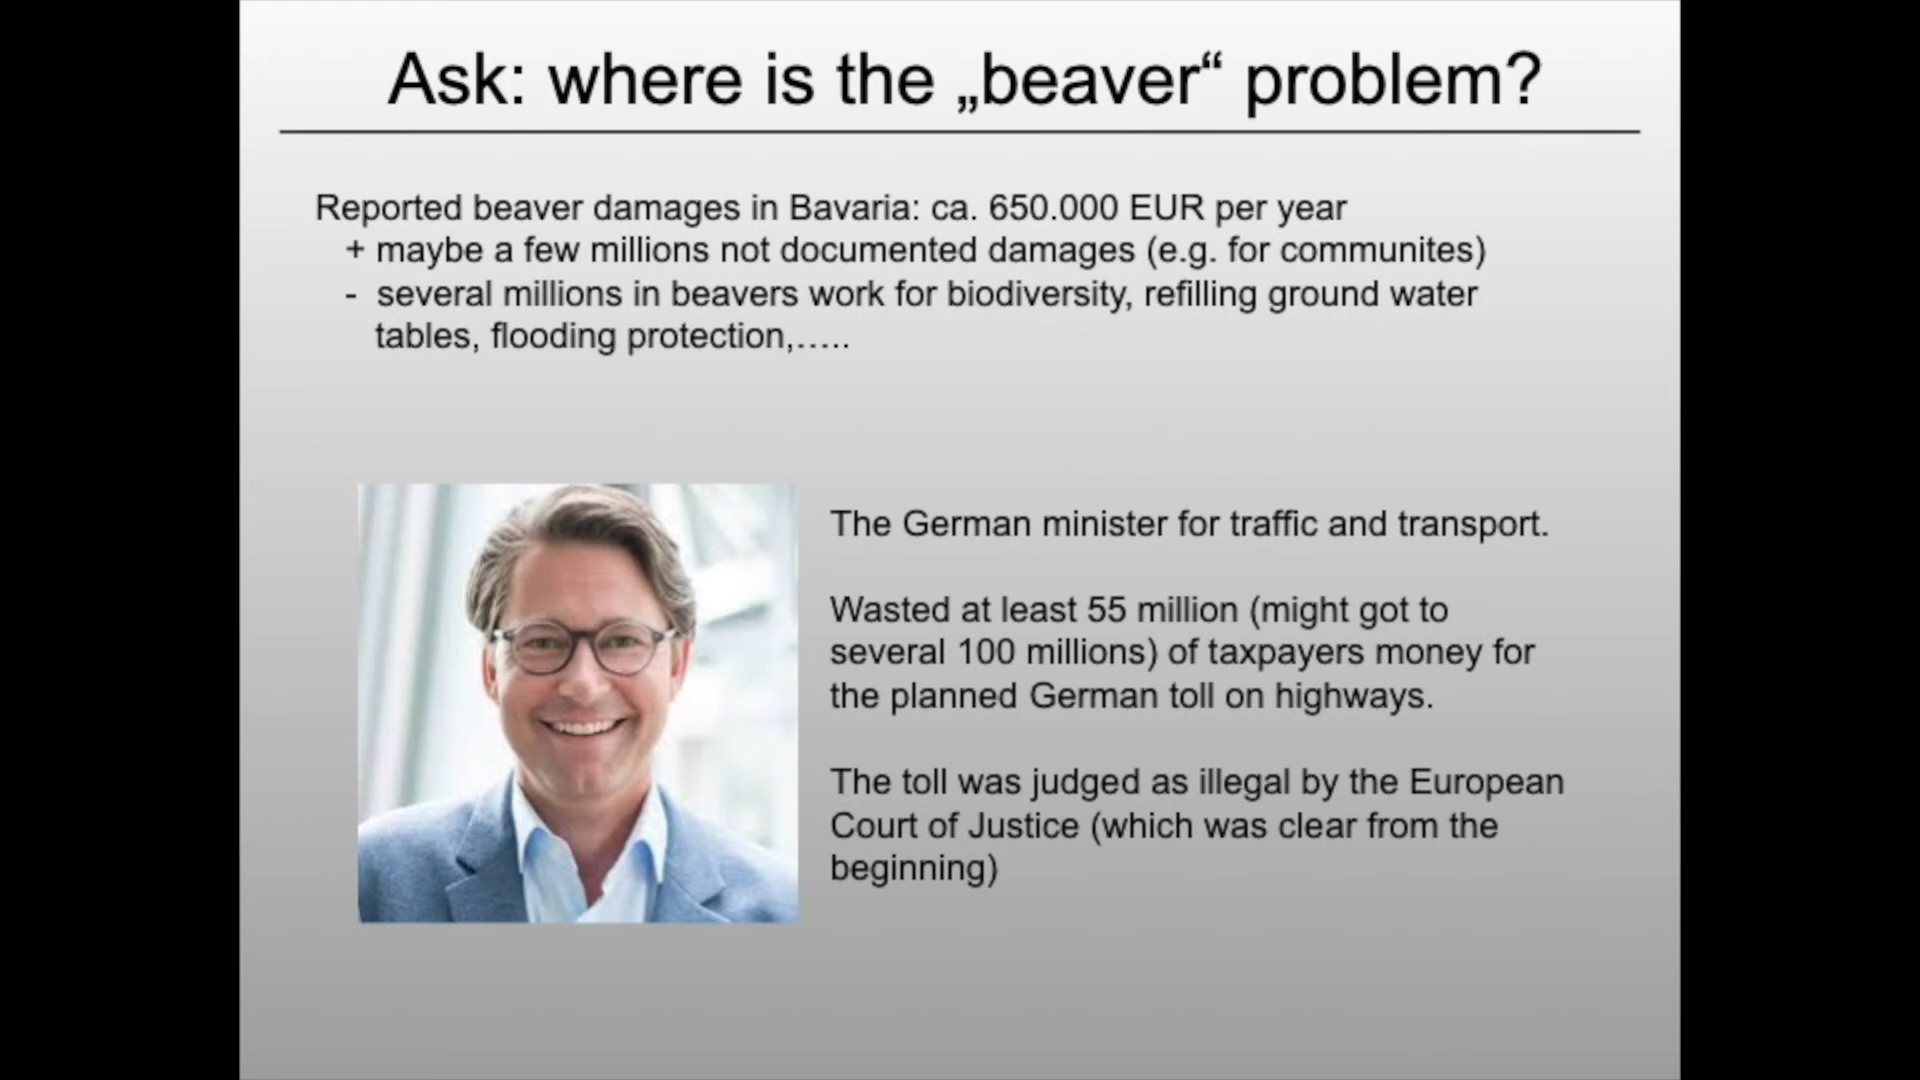 Ask: where is the „beaver“ problem?
Reported beaver damages in Bavaria: ca. 650.000 EUR per year
+ maybe a few millions not documented damages (e.g. for communites)
- several millions in beavers work for biodiversity, refilling ground water
tables, flooding protection,…..
The German minister for traffic and transport.
Wasted at least 55 million (might got to
several 100 millions) of taxpayers money for
the planned German toll on highways.
The toll was judged as illegal by the European
Court of Justice (which was clear from the
beginning)